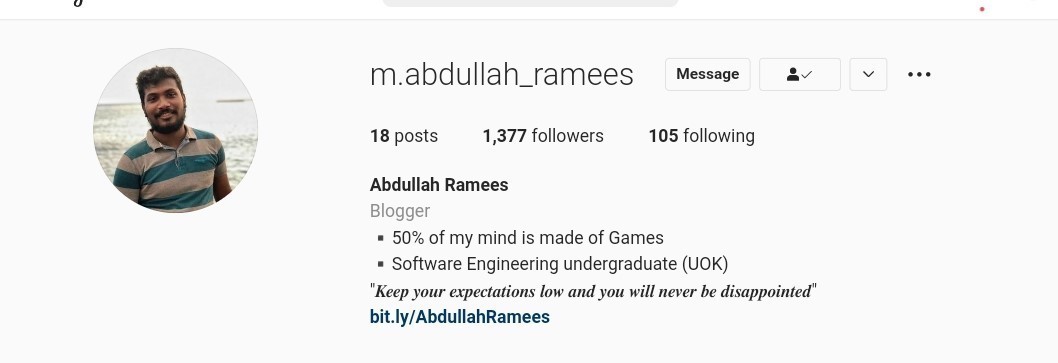 m.abdullah_ramees
Message
18 posts 1,377 followers 105 following
Abdullah Ramees
Blogger
▪ 50% of my mind is made of Games
▪ Software Engineering undergraduate (UOK)
"𝑲𝒆𝒆𝒑 𝒚𝒐𝒖𝒓 𝒆𝒙𝒑𝒆𝒄𝒕𝒂𝒕𝒊𝒐𝒏𝒔 𝒍𝒐𝒘 𝒂𝒏𝒅 𝒚𝒐𝒖 𝒘𝒊𝒍𝒍 𝒏𝒆𝒗𝒆𝒓 𝒃𝒆 𝒅𝒊𝒔𝒂𝒑𝒑𝒐𝒊𝒏𝒕𝒆𝒅"
bit.ly/AbdullahRamees